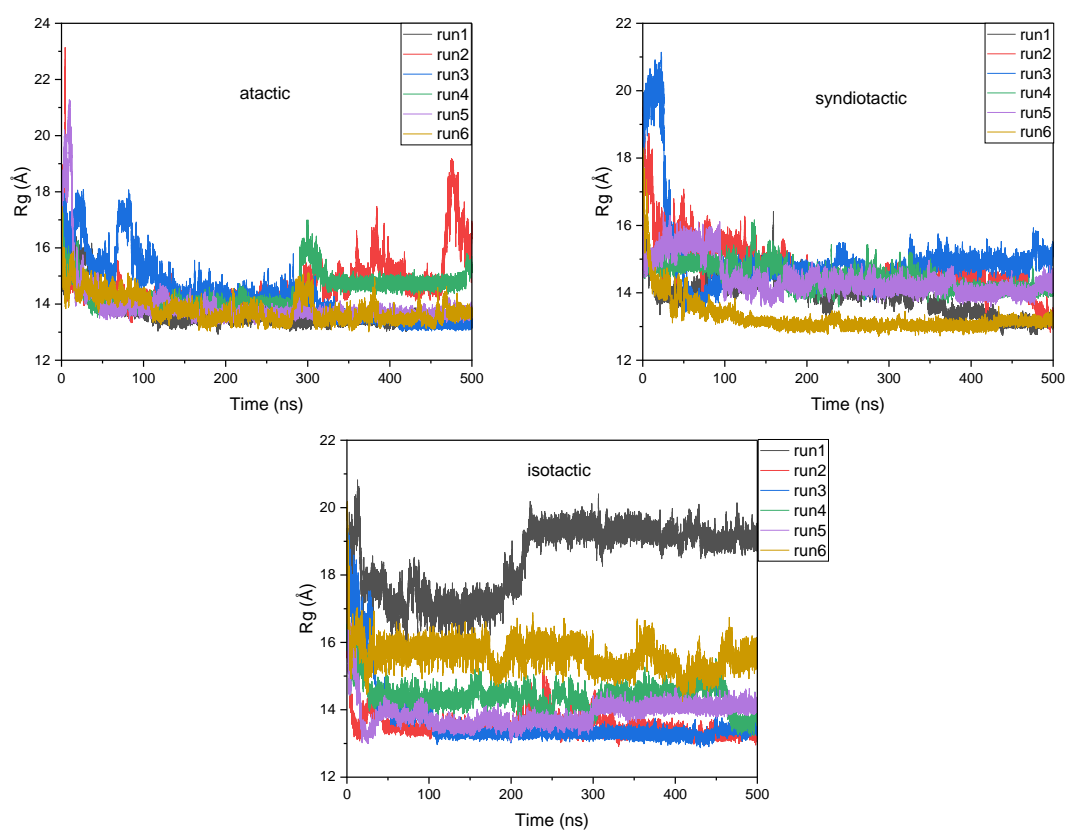 atactic
Rg (Å)
24
22
20
18
16
14
12
0 100 200 300 400 500
Time (ns)
run1
run2
run3
run4
run5
run6
syndiotactic
Rg (Å)
22
20
18
16
14
12
0 100 200 300 400 500
Time (ns)
run1
run2
run3
run4
run5
run6
isotactic
Rg (Å)
22
20
18
16
14
12
0 100 200 300 400 500
Time (ns)
run1
run2
run3
run4
run5
run6